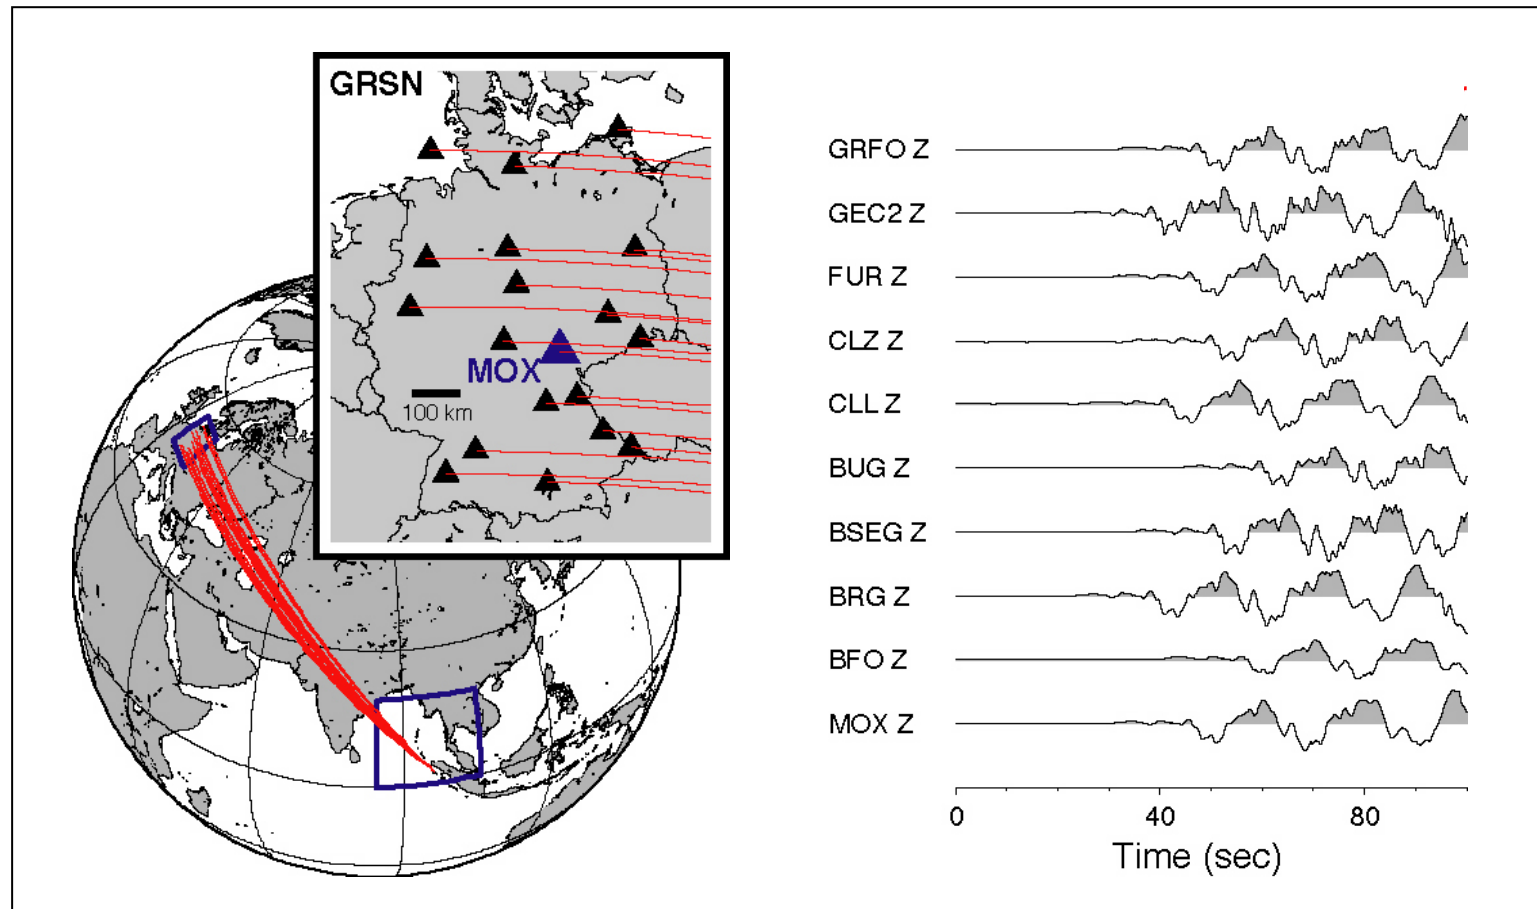 GRSN
MOX
100 km
GRFO Z
GEC2 Z
FUR Z
CLZ Z
CLL Z
BUG Z
BSEG Z
BRG Z
BFO Z
MOX Z
0 40 80
Time (sec)